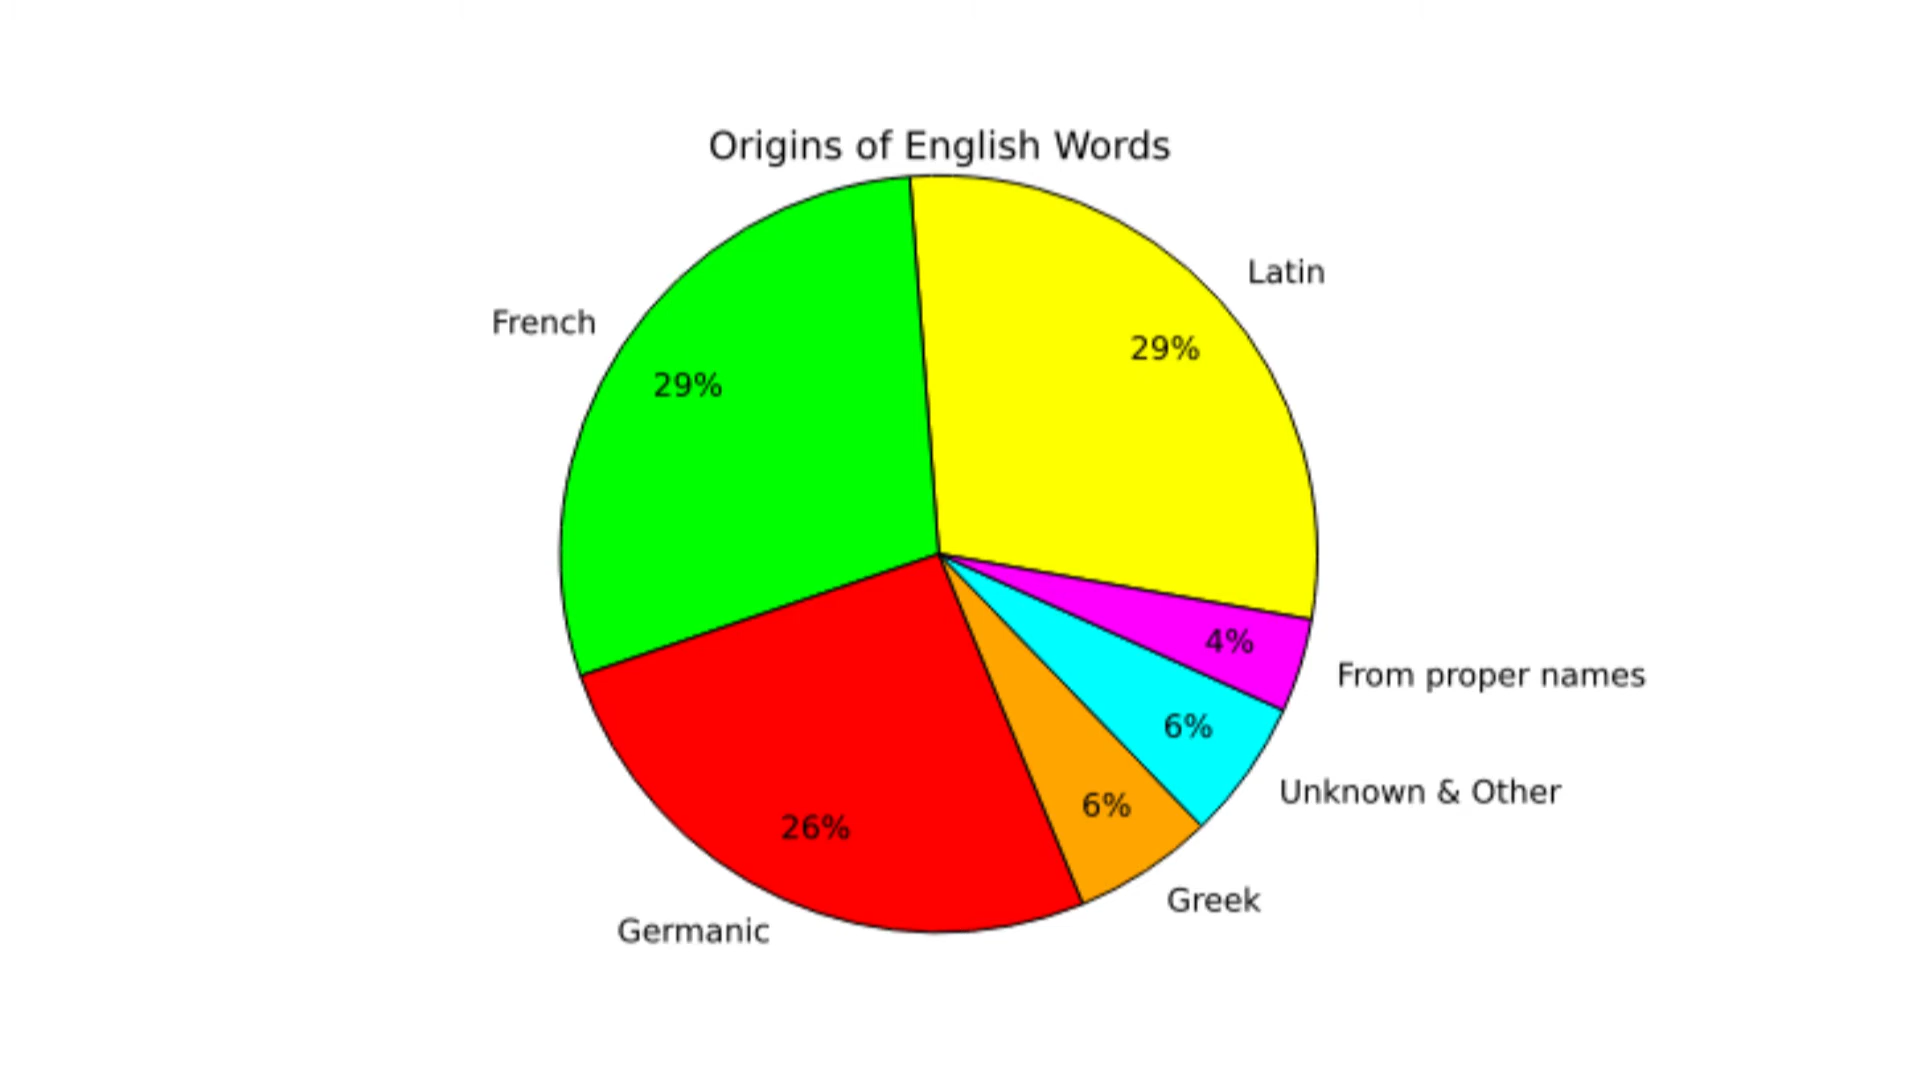 Origins of English Words
Latin
French
29%
29%
4%
From proper names
6%
Unknown & Other
6%
26%
Greek
Germanic